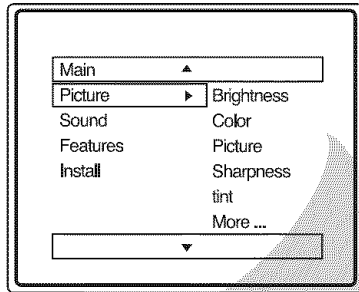 Main
Picture Brightness
Sound Color
Features Picture
Install Sharpness
tint
More ...